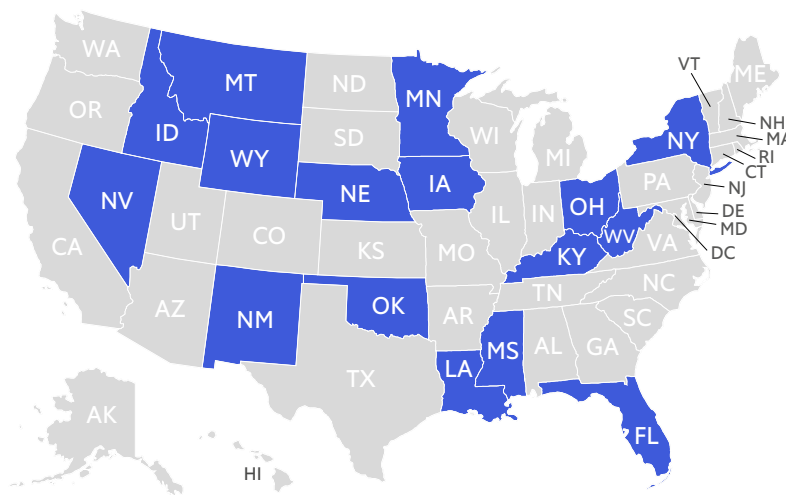 WA
MT
ND
MN
VT
ME
OR
ID
SD
WI
MI
NH
NY
MA
RI
CT
WY
NE
IA
PA
NJ
NV
UT
CO
KS
MO
IL
IN
OH
WV
VA
DE
MD
DC
KY
CA
AZ
NM
OK
AR
TN
NC
SC
TX
LA
MS
AL
GA
FL
AK
HI